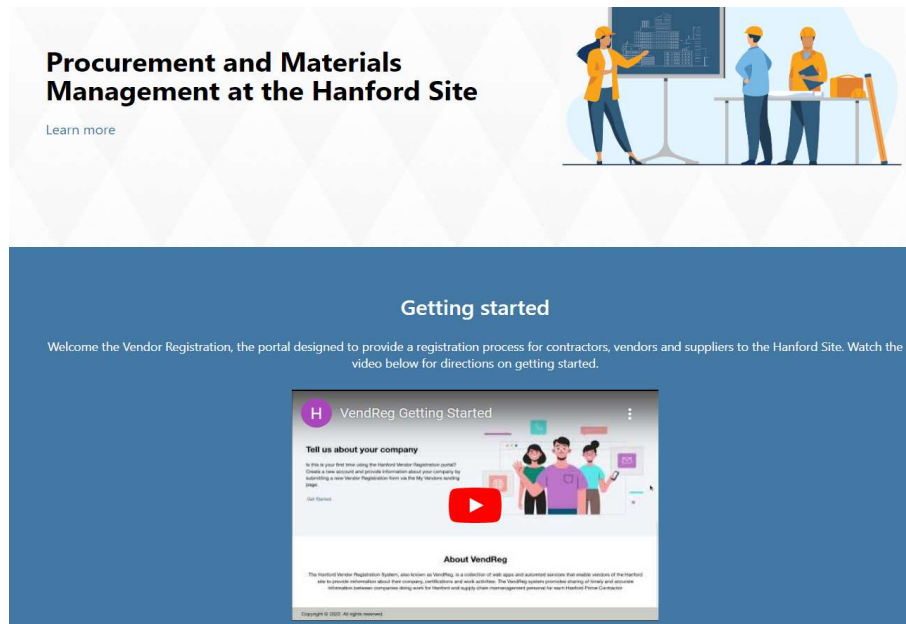 Procurement and Materials
Management at the Hanford Site
Learn more
Getting started
Welcome the Vendor Registration, the portal designed to provide a registration process for contractors, vendors and suppliers to the Hanford Site. Watch the
video below for directions on getting started.
H
VendReg Getting Started
Tell us about your company
Is this is your first time using the Hanford Vendor Registration portal?
Create a new account and provide information about your company by
submitting a new Vendor Registration form via the My Vendors landing
page.
Get Started
About VendReg
The Hanford Vendor Registration System, also known as VendReg, is a collection of web apps and automated services that enable vendors of the Hanford
site to provide information about their company, certifications and work activities. The VendReg system promotes sharing of timely and accurate
information between companies doing work for Hanford and supply chain memanagement personal for each Hanford Prime Contractor
Copyright © 2022. All rights reserved.